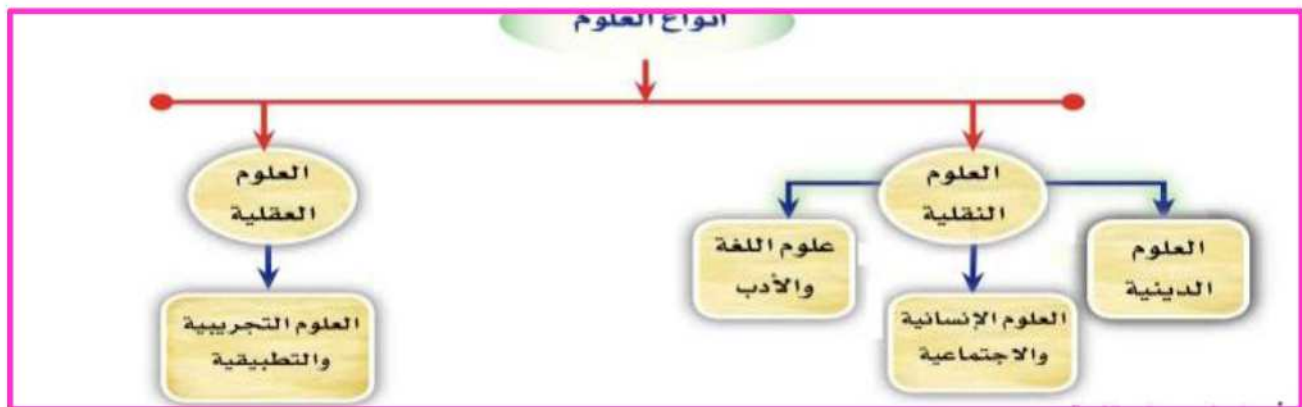 أنواع العلوم
العلوم
النقلية
العلوم
العقلية
العلوم
الدينية
العلوم الإنسانية
والاجتماعية
علوم اللغة
والأدب
العلوم التجريبية
والتطبيقية